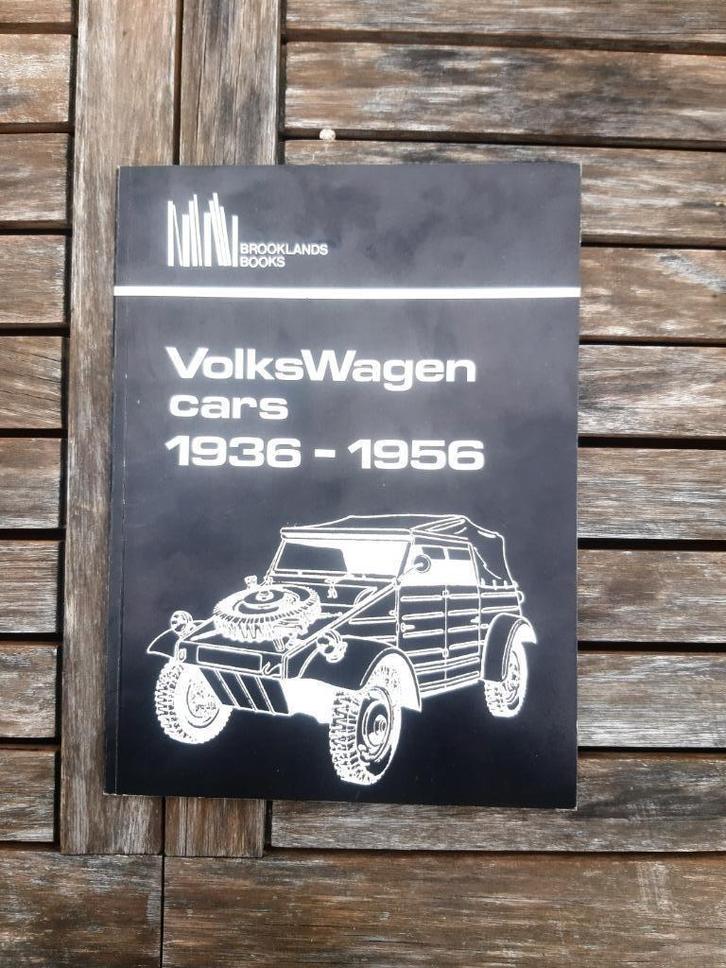 BROOKLANDS
BOOKS
VolksWagen
cars
1936 - 1956